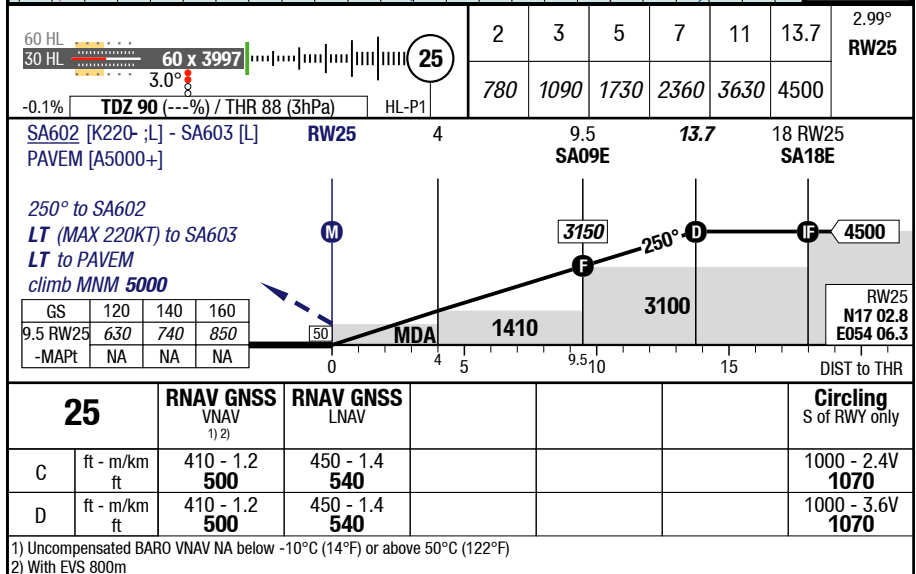 60 HL
30 HL
60 x 3997
25
3.0°
-0.1% TDZ 90 (---%) / THR 88 (3hPa) HL-P1
2 3 5 7 11 13.7 2.99° RW25
780 1090 1730 2360 3630 4500
SA602 [K220- ;L] - SA603 [L]
PAVEM [A5000+]
RW25 4 9.5 13.7 18 RW25
SA09E SA18E
250° to SA602
LT (MAX 220KT) to SA603
LT to PAVEM
climb MNM 5000
M 3150 250° D IF 4500
F
GS 120 140 160
9.5 RW25 630 740 850
-MAPt NA NA NA
50 MDA 1410 3100
RW25
N17 02.8
E054 06.3
0 4 5 9.5 10 15 DIST to THR
25 RNAV GNSS RNAV GNSS Circling
VNAV LNAV S of RWY only
1) 2)
C ft - m/km 410 - 1.2 450 - 1.4 1000 - 2.4V
ft 500 540 1070
D ft - m/km 410 - 1.2 450 - 1.4 1000 - 3.6V
ft 500 540 1070
1) Uncompensated BARO VNAV NA below -10°C (14°F) or above 50°C (122°F)
2) With EVS 800m